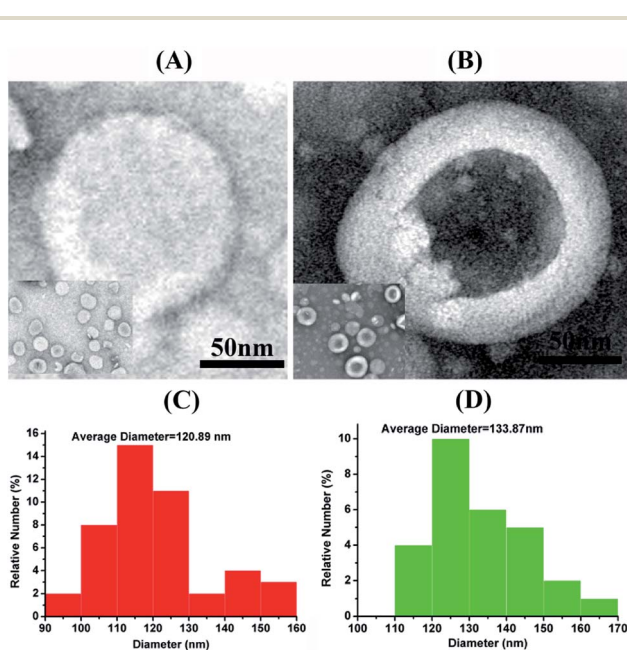 (A)
(B)
50nm
50nm
(C)
(D)
Average Diameter=120.89 nm
Relative Number (%)
16
14
12
10
8
6
4
2
0
90 100 110 120 130 140 150 160
Diameter (nm)
Average Diameter=133.87nm
Relative Number (%)
10
8
6
4
2
0
100 110 120 130 140 150 160 170
Diameter (nm)